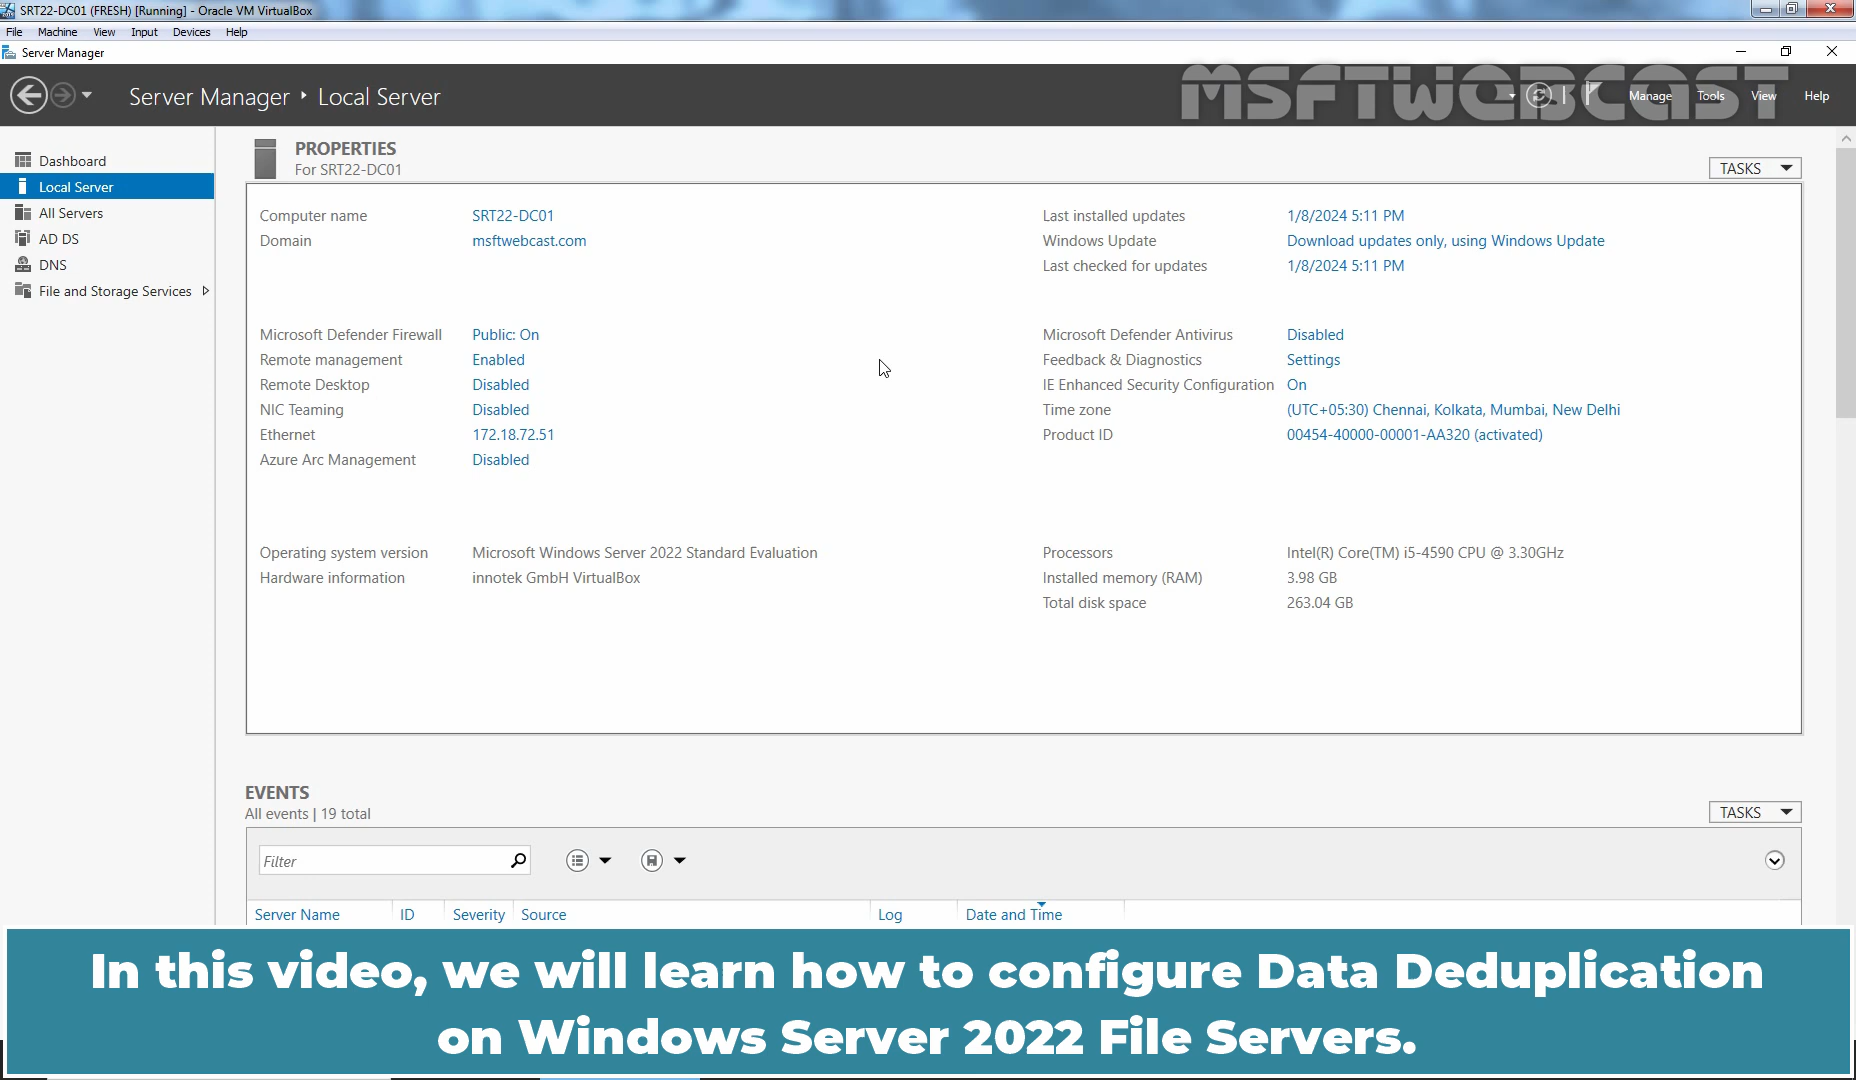 SRT22-DC01 (FRESH) [Running] - Oracle VM VirtualBox
File Machine View Input Devices Help
Server Manager
Server Manager ‣ Local Server
MSFTWEBCAST
Manage Tools View Help
Dashboard
Local Server
All Servers
AD DS
DNS
File and Storage Services
PROPERTIES
For SRT22-DC01
TASKS
Computer name SRT22-DC01
Domain msftwebcast.com
Last installed updates 1/8/2024 5:11 PM
Windows Update Download updates only, using Windows Update
Last checked for updates 1/8/2024 5:11 PM
Microsoft Defender Firewall Public: On
Remote management Enabled
Remote Desktop Disabled
NIC Teaming Disabled
Ethernet 172.18.72.51
Azure Arc Management Disabled
Microsoft Defender Antivirus Disabled
Feedback & Diagnostics Settings
IE Enhanced Security Configuration On
Time zone (UTC+05:30) Chennai, Kolkata, Mumbai, New Delhi
Product ID 00454-40000-00001-AA320 (activated)
Operating system version Microsoft Windows Server 2022 Standard Evaluation
Hardware information innotek GmbH VirtualBox
Processors Intel(R) Core(TM) i5-4590 CPU @ 3.30GHz
Installed memory (RAM) 3.98 GB
Total disk space 263.04 GB
EVENTS
All events | 19 total
TASKS
Filter
Server Name ID Severity Source Log Date and Time
In this video, we will learn how to configure Data Deduplication
on Windows Server 2022 File Servers.